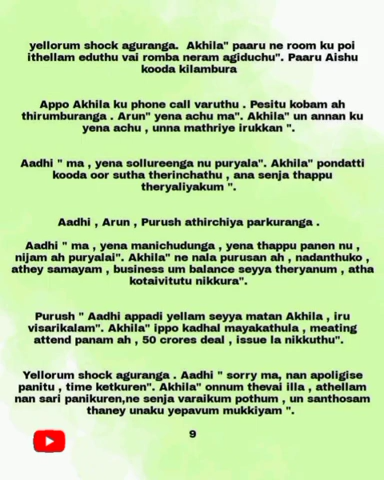 yellorum shock aguranga.  Akhila" paaru ne room ku poi
ithellam eduthu vai romba neram agiduchu". Paaru Aishu
kooda kilambura
Appo Akhila ku phone call varuthu . Pesitu kobam ah
thirumburanga . Arun" yena achu ma". Akhila" un annan ku
yena achu , unna mathriye irukkan ".
Aadhi " ma , yena sollureenga nu puryala". Akhila" pondatti
kooda oor sutha therinchathu , ana senja thappu
theryaliyakum ".
Aadhi , Arun , Purush athirchiya parkuranga .
Aadhi " ma , yena manichudunga , yena thappu panen nu ,
nijam ah puryalai". Akhila" ne nala purusan ah , nadanthuko ,
athey samayam , business um balance seyya theryanum , atha
kotaivitutu nikkura".
Purush " Aadhi appadi yellam seyya matan Akhila , iru
visarikalam". Akhila" ippo kadhal mayakathula , meating
attend panam ah , 50 crores deal , issue la nikkuthu".
Yellorum shock aguranga . Aadhi " sorry ma, nan apoligise
panitu , time ketkuren". Akhila" onnum thevai illa , athellam
nan sari panikuren,ne senja varaikum pothum , un santhosam
thaney unaku yepavum mukkiyam ".
9